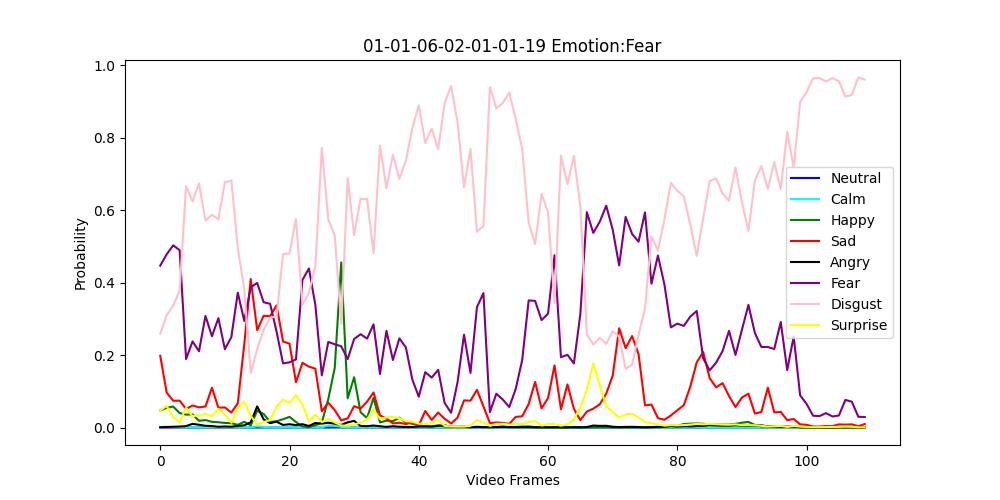 01-01-06-02-01-01-19 Emotion:Fear
1.0
0.8
0.6
0.4
0.2
0.0
Probability
0
20
40
60
80
100
Video Frames
Neutral
Calm
Happy
Sad
Angry
Fear
Disgust
Surprise